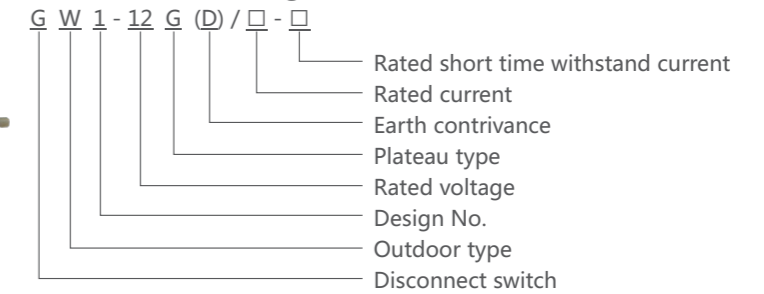 G W 1 - 12 G (D) / □ - □
Rated short time withstand current
Rated current
Earth contrivance
Plateau type
Rated voltage
Design No.
Outdoor type
Disconnect switch